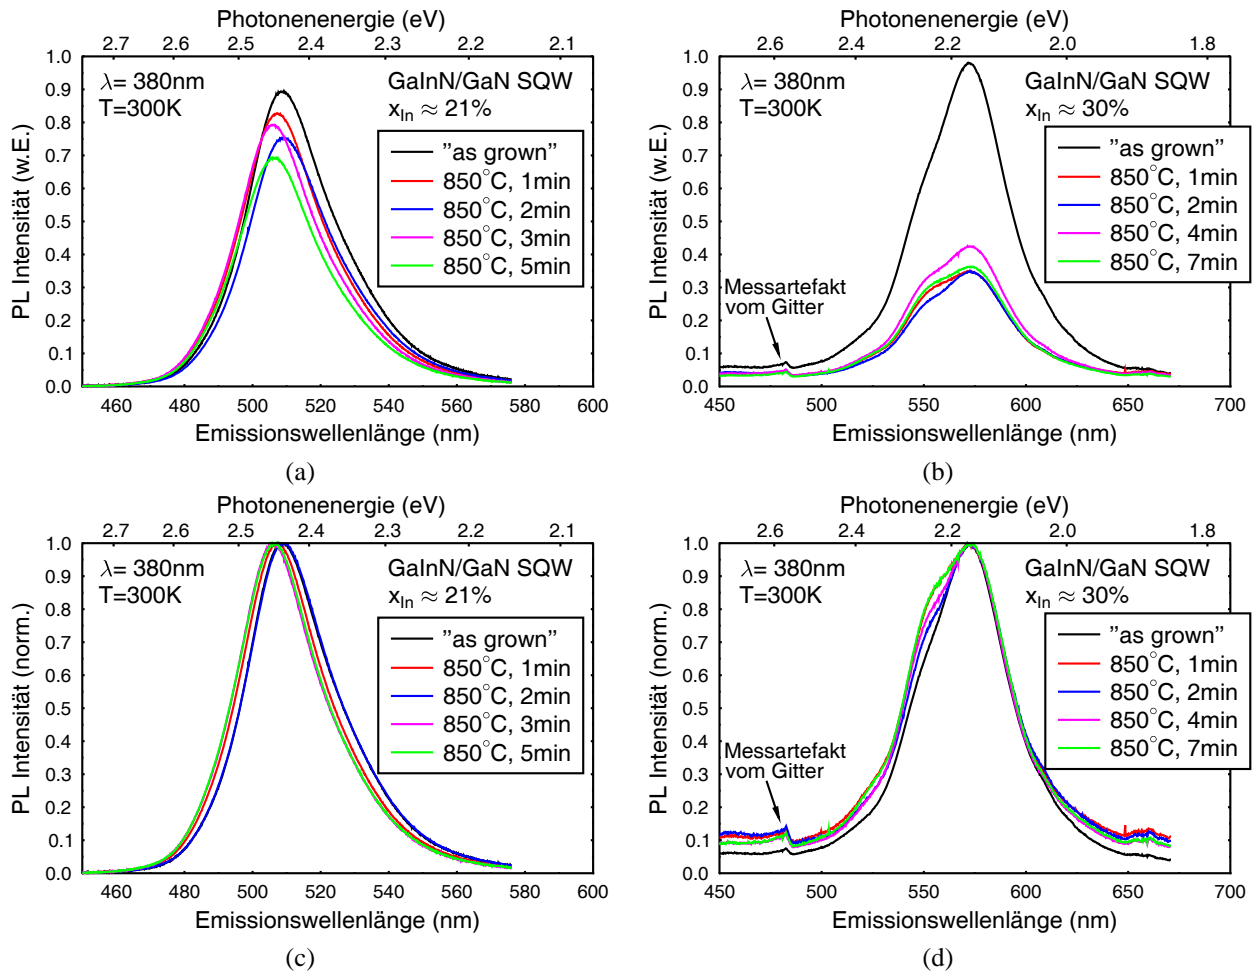 Photonenenergie (eV)
2.7 2.6 2.5 2.4 2.3 2.2 2.1
1.0
0.9
0.8
0.7
0.6
0.5
0.4
0.3
0.2
0.1
0.0
PL Intensität (w.E.)
λ= 380nm
T=300K
GaInN/GaN SQW
xIn ≈ 21%
"as grown"
850°C, 1min
850°C, 2min
850°C, 3min
850°C, 5min
460 480 500 520 540 560 580 600
Emissionswellenlänge (nm)
(a)
Photonenenergie (eV)
2.6 2.4 2.2 2.0 1.8
1.0
0.9
0.8
0.7
0.6
0.5
0.4
0.3
0.2
0.1
0.0
PL Intensität (w.E.)
λ= 380nm
T=300K
GaInN/GaN SQW
xIn ≈ 30%
"as grown"
850°C, 1min
850°C, 2min
850°C, 4min
850°C, 7min
Messartefakt
vom Gitter
450 500 550 600 650 700
Emissionswellenlänge (nm)
(b)
Photonenenergie (eV)
2.7 2.6 2.5 2.4 2.3 2.2 2.1
1.0
0.9
0.8
0.7
0.6
0.5
0.4
0.3
0.2
0.1
0.0
PL Intensität (norm.)
λ= 380nm
T=300K
GaInN/GaN SQW
xIn ≈ 21%
"as grown"
850°C, 1min
850°C, 2min
850°C, 3min
850°C, 5min
460 480 500 520 540 560 580 600
Emissionswellenlänge (nm)
(c)
Photonenenergie (eV)
2.6 2.4 2.2 2.0 1.8
1.0
0.9
0.8
0.7
0.6
0.5
0.4
0.3
0.2
0.1
0.0
PL Intensität (norm.)
λ= 380nm
T=300K
GaInN/GaN SQW
xIn ≈ 30%
"as grown"
850°C, 1min
850°C, 2min
850°C, 4min
850°C, 7min
Messartefakt
vom Gitter
450 500 550 600 650 700
Emissionswellenlänge (nm)
(d)